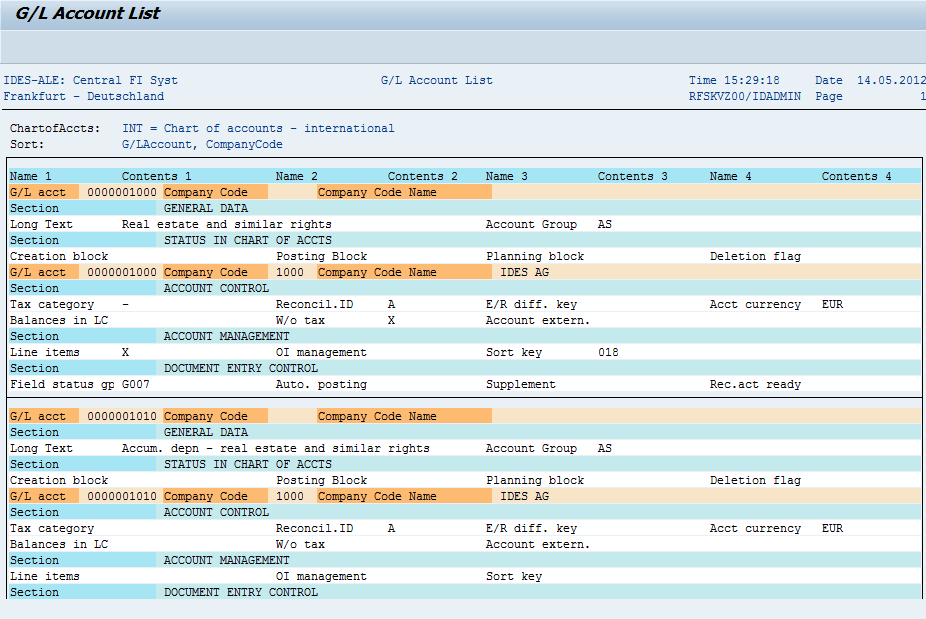 G/L Account List
IDES-ALE: Central FI Syst G/L Account List Time 15:29:18 Date 14.05.2012
Frankfurt - Deutschland RFSKVZ00/IDADMIN Page 1
ChartofAccts: INT = Chart of accounts - international
Sort: G/LAccount, CompanyCode
Name 1 Contents 1 Name 2 Contents 2 Name 3 Contents 3 Name 4 Contents 4
G/L acct 0000001000 Company Code Company Code Name
Section GENERAL DATA
Long Text Real estate and similar rights Account Group AS
Section STATUS IN CHART OF ACCTS
Creation block Posting Block Planning block Deletion flag
G/L acct 0000001000 Company Code 1000 Company Code Name IDES AG
Section ACCOUNT CONTROL
Tax category - Reconcil.ID A E/R diff. key Acct currency EUR
Balances in LC W/o tax X Account extern.
Section ACCOUNT MANAGEMENT
Line items X OI management Sort key 018
Section DOCUMENT ENTRY CONTROL
Field status gp G007 Auto. posting Supplement Rec.act ready
G/L acct 0000001010 Company Code Company Code Name
Section GENERAL DATA
Long Text Accum. depn - real estate and similar rights Account Group AS
Section STATUS IN CHART OF ACCTS
Creation block Posting Block Planning block Deletion flag
G/L acct 0000001010 Company Code 1000 Company Code Name IDES AG
Section ACCOUNT CONTROL
Tax category Reconcil.ID A E/R diff. key Acct currency EUR
Balances in LC W/o tax Account extern.
Section ACCOUNT MANAGEMENT
Line items OI management Sort key
Section DOCUMENT ENTRY CONTROL